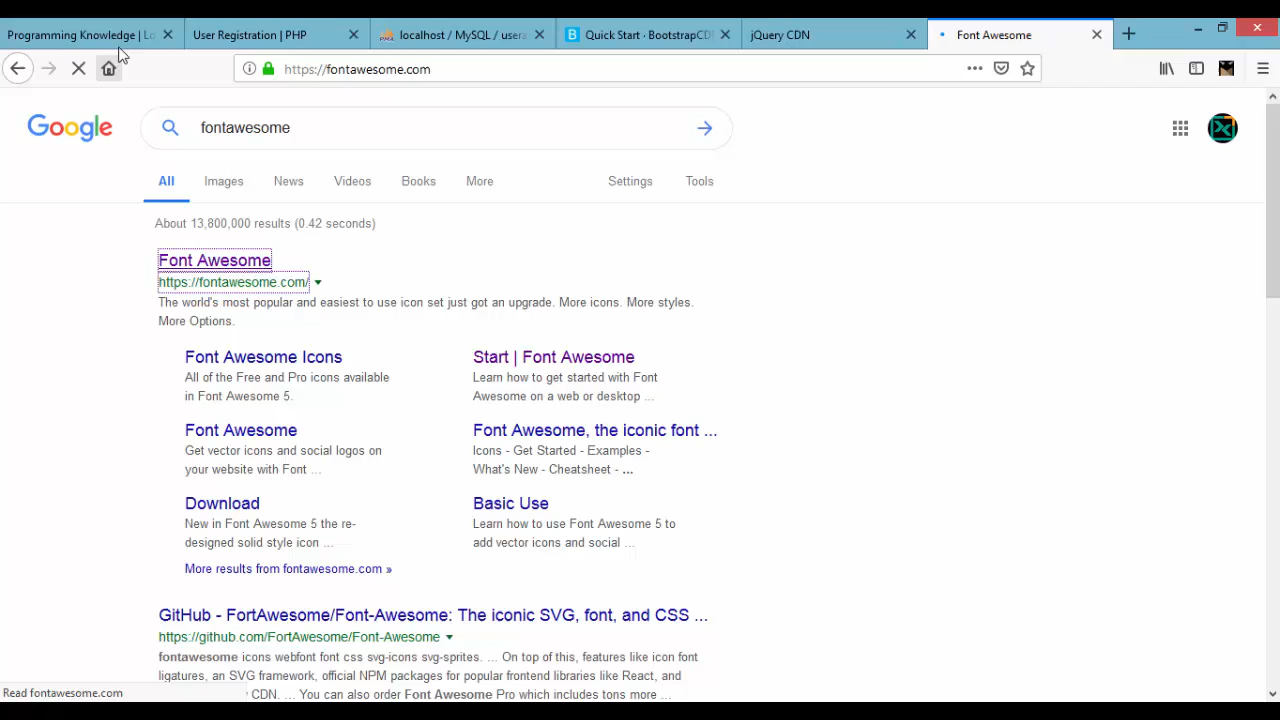 Programming Knowledge | Lo
User Registration | PHP
localhost / MySQL / usera
Quick Start · BootstrapCD
jQuery CDN
Font Awesome
https://fontawesome.com
Google
fontawesome
All
Images
News
Videos
Books
More
Settings
Tools
About 13,800,000 results (0.42 seconds)
Font Awesome
https://fontawesome.com/
The world's most popular and easiest to use icon set just got an upgrade. More icons. More styles.
More Options.
Font Awesome Icons
All of the Free and Pro icons available
in Font Awesome 5.
Start | Font Awesome
Learn how to get started with Font
Awesome on a web or desktop ...
Font Awesome
Get vector icons and social logos on
your website with Font ...
Font Awesome, the iconic font ...
Icons - Get Started - Examples -
What's New - Cheatsheet - ...
Download
New in Font Awesome 5 the re-
designed solid style icon ...
Basic Use
Learn how to use Font Awesome 5 to
add vector icons and social ...
More results from fontawesome.com »
GitHub - FortAwesome/Font-Awesome: The iconic SVG, font, and CSS ...
https://github.com/FortAwesome/Font-Awesome
fontawesome icons webfont font css svg-icons svg-sprites. ... On top of this, features like icon font
ligatures, an SVG framework, official NPM packages for popular frontend libraries like React, and
CDN. ... You can also order Font Awesome Pro which includes tons more ...
Read fontawesome.com